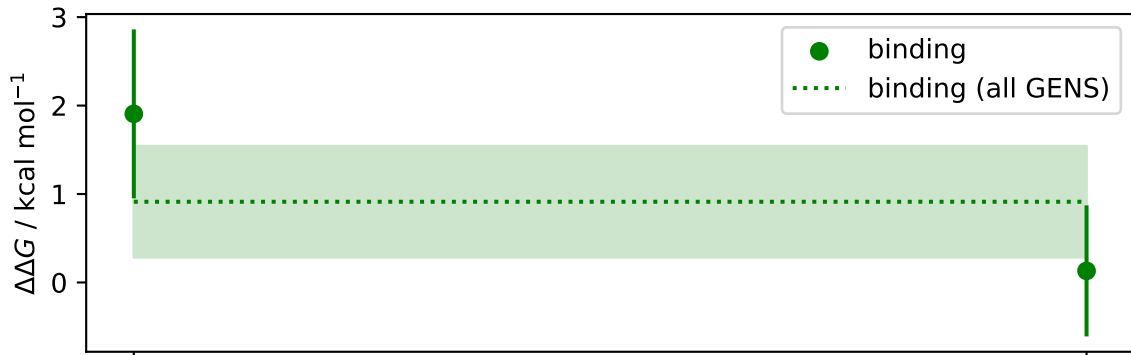 3
2
1
0
ΔΔG / kcal mol⁻¹
binding
binding (all GENS)